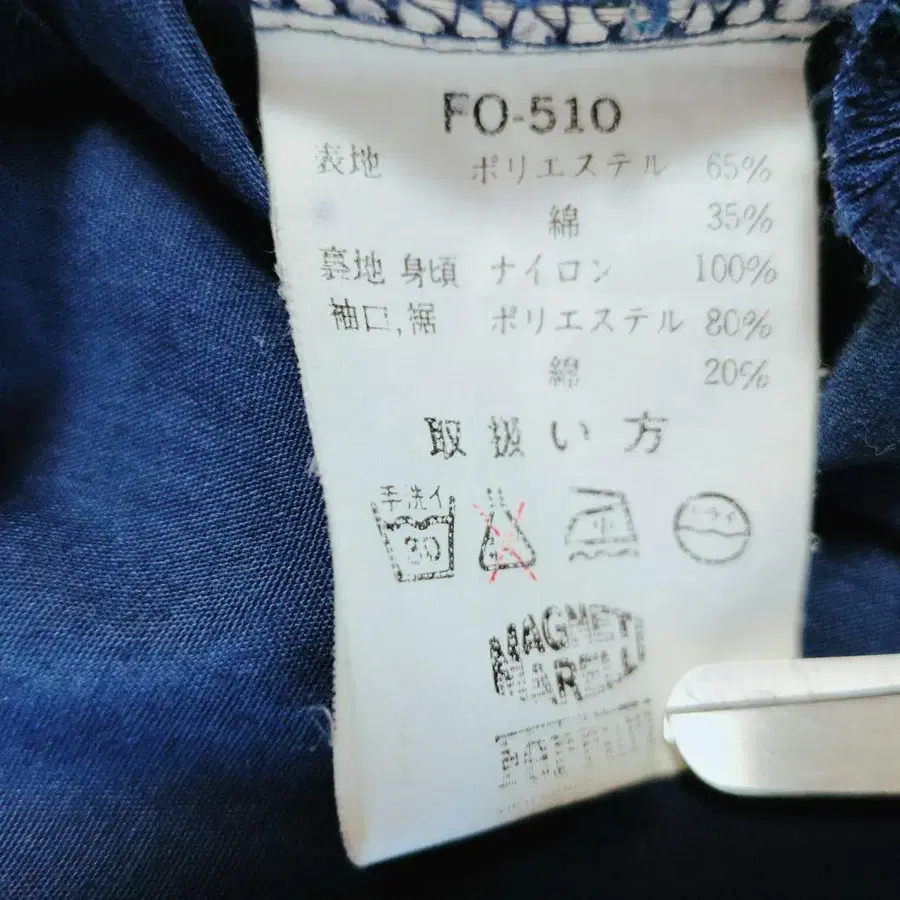 FO-510
表地 ポリエステル 65%
綿 35%
裏地 身頃 ナイロン 100%
袖口,裾 ポリエステル 80%
綿 20%
取扱い方
手洗イ
30
中
ドライ
MAGNETI
MARELLI